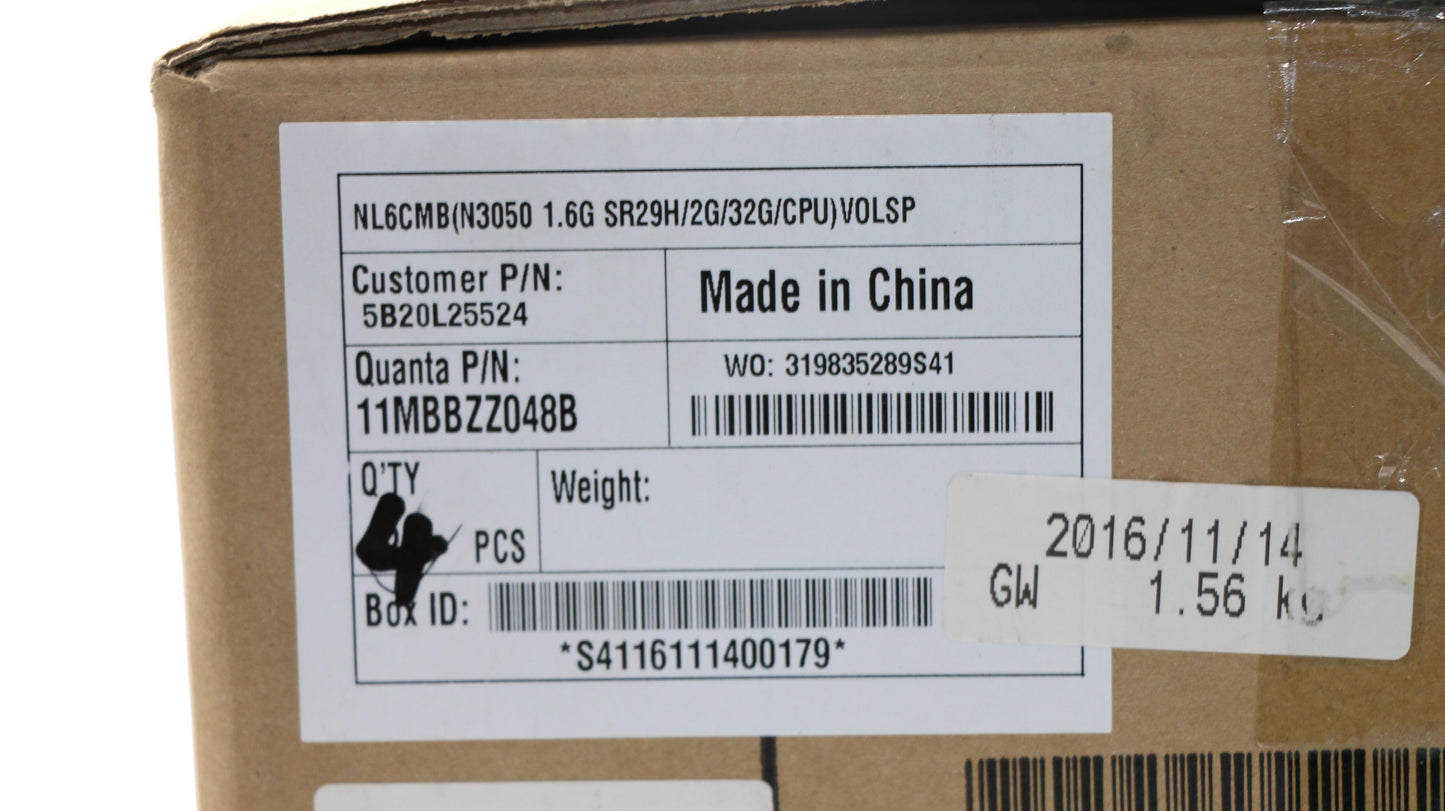 NL6CMB(N3050 1.6G SR29H/2G/32G/CPU)VOLSP
Customer P/N:
5B20L25524
Made in China
Quanta P/N:
11MBBZZ048B
WO: 319835289S41
Q'TY
4 PCS
Weight:
2016/11/14
GW 1.56 kg
Box ID:
*S4116111400179*